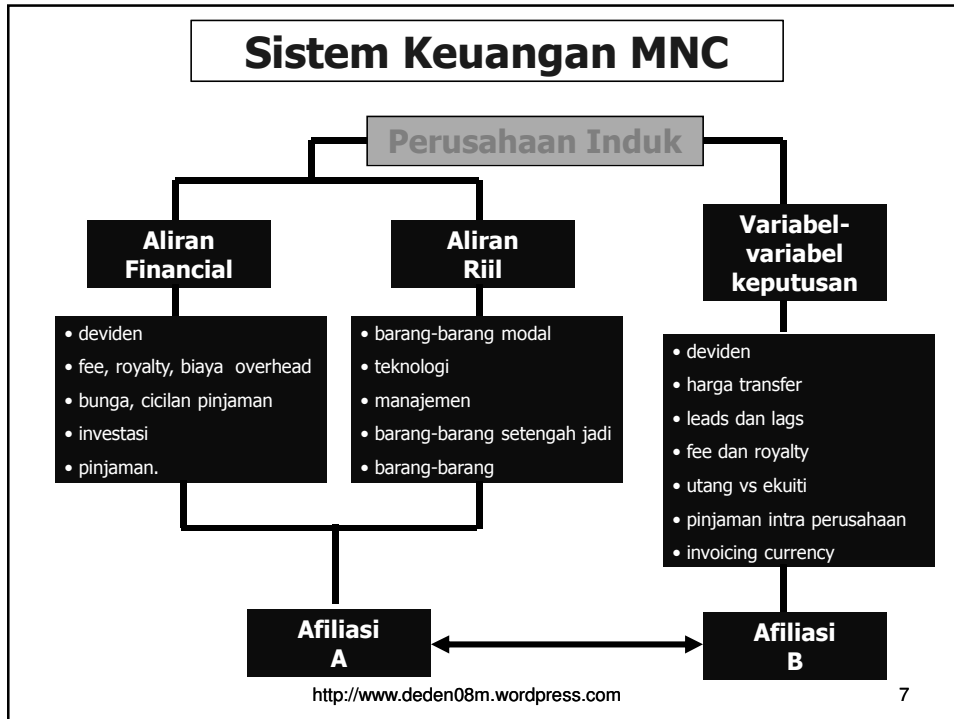 Sistem Keuangan MNC
Perusahaan Induk
Aliran
Financial
• deviden
• fee, royalty, biaya overhead
• bunga, cicilan pinjaman
• investasi
• pinjaman.
Aliran
Riil
• barang-barang modal
• teknologi
• manajemen
• barang-barang setengah jadi
• barang-barang
Variabel-
variabel
keputusan
• deviden
• harga transfer
• leads dan lags
• fee dan royalty
• utang vs ekuiti
• pinjaman intra perusahaan
• invoicing currency
Afiliasi
A
Afiliasi
B
http://www.deden08m.wordpress.com
7